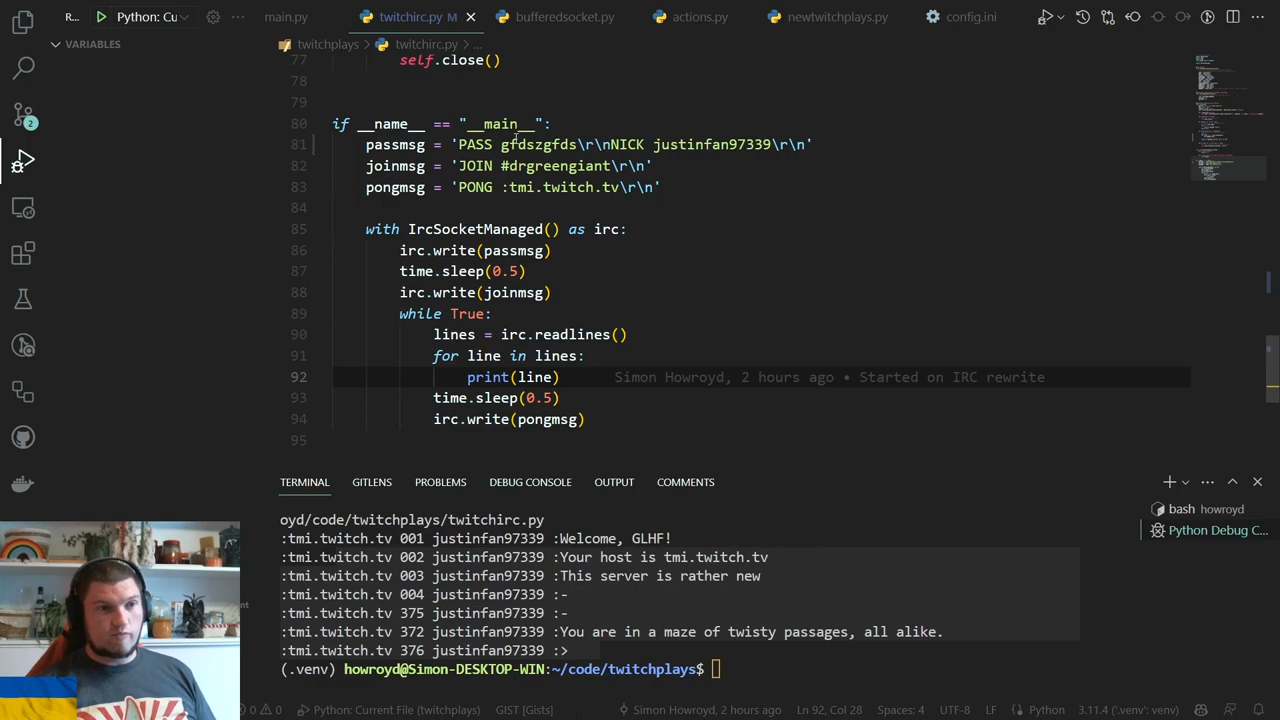 R... Python: Cu ...
main.py
twitchirc.py M
bufferedsocket.py
actions.py
newtwitchplays.py
config.ini
VARIABLES
twitchplays > twitchirc.py > ...
77 self.close()
78
79
80 if __name__ == "__main__":
81 passmsg = 'PASS gfdszgfds\r\nNICK justinfan97339\r\n'
82 joinmsg = 'JOIN #drgreengiant\r\n'
83 pongmsg = 'PONG :tmi.twitch.tv\r\n'
84
85 with IrcSocketManaged() as irc:
86 irc.write(passmsg)
87 time.sleep(0.5)
88 irc.write(joinmsg)
89 while True:
90 lines = irc.readlines()
91 for line in lines:
92 print(line) Simon Howroyd, 2 hours ago • Started on IRC rewrite
93 time.sleep(0.5)
94 irc.write(pongmsg)
95
2
TERMINAL GITLENS PROBLEMS DEBUG CONSOLE OUTPUT COMMENTS
bash howroyd
Python Debug C...
oyd/code/twitchplays/twitchirc.py
:tmi.twitch.tv 001 justinfan97339 :Welcome, GLHF!
:tmi.twitch.tv 002 justinfan97339 :Your host is tmi.twitch.tv
:tmi.twitch.tv 003 justinfan97339 :This server is rather new
:tmi.twitch.tv 004 justinfan97339 :-
:tmi.twitch.tv 375 justinfan97339 :-
:tmi.twitch.tv 372 justinfan97339 :You are in a maze of twisty passages, all alike.
:tmi.twitch.tv 376 justinfan97339 :>
(.venv) howroyd@Simon-DESKTOP-WIN:~/code/twitchplays$
0 0 Python: Current File (twitchplays) GIST (Gists) Simon Howroyd, 2 hours ago Ln 92, Col 28 Spaces: 4 UTF-8 LF Python 3.11.4 ('.venv': venv)